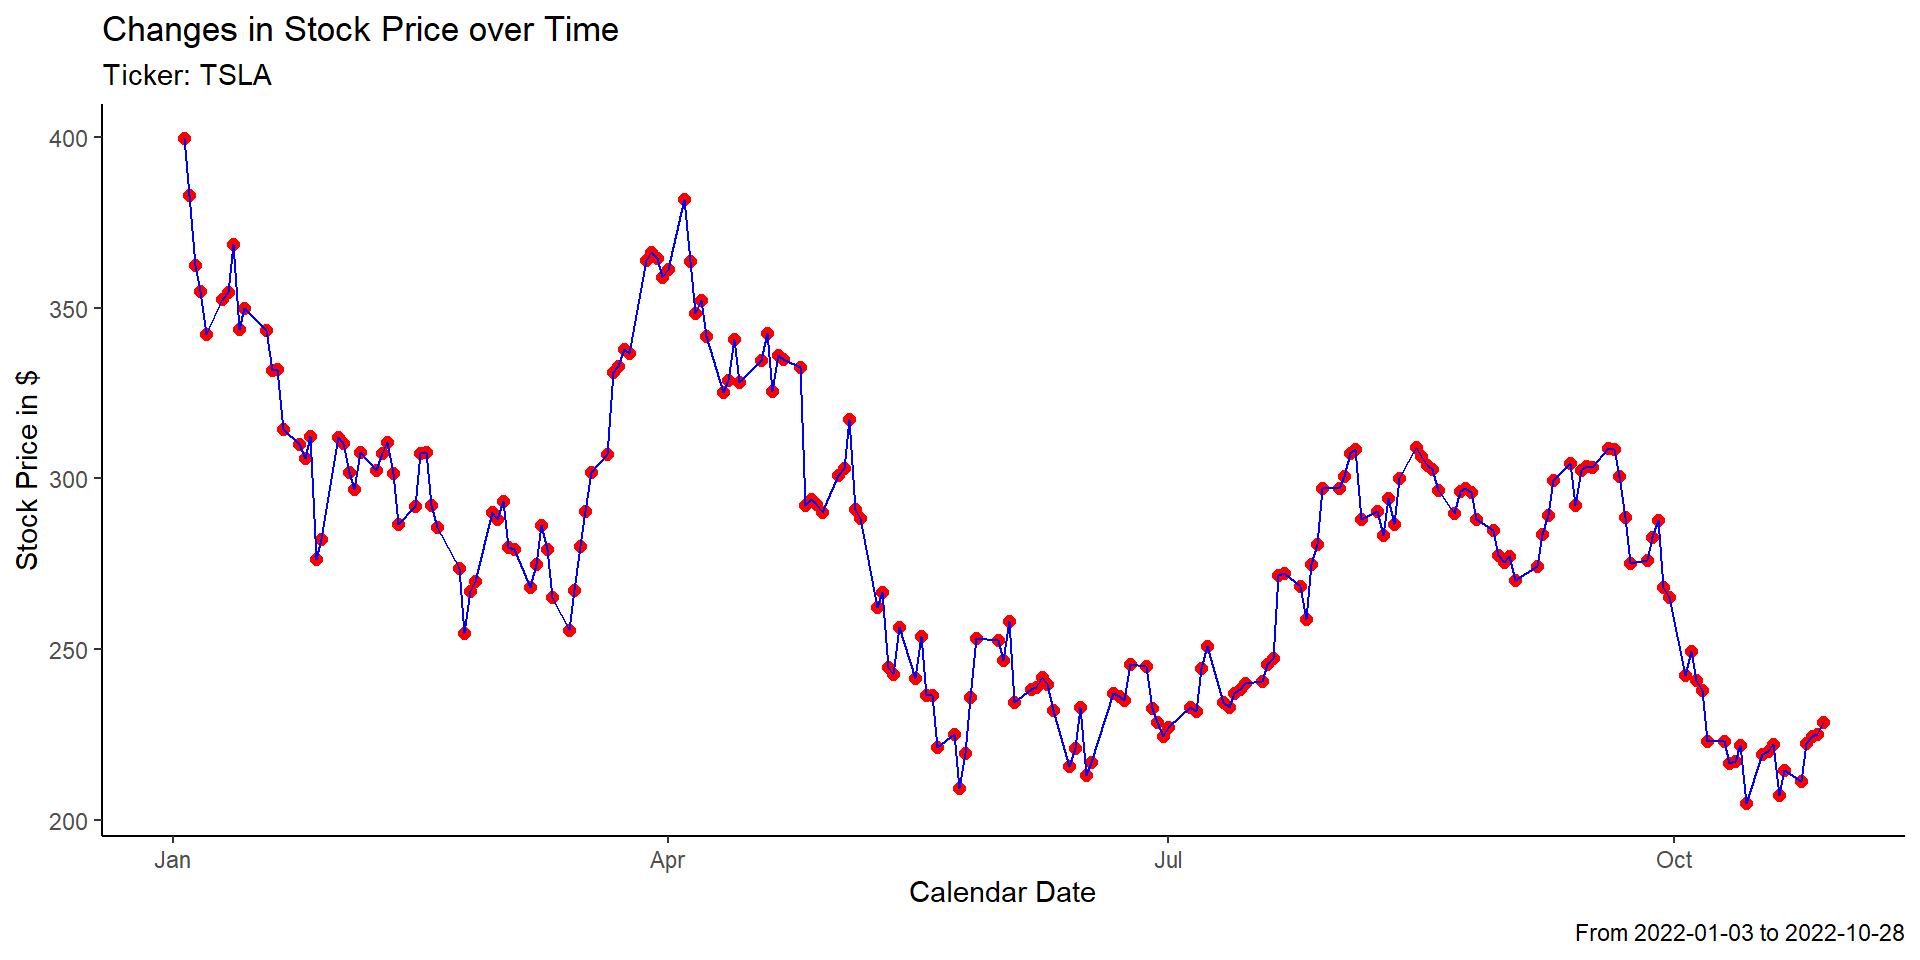 Changes in Stock Price over Time
Ticker: TSLA
400
350
300
250
200
Stock Price in $
Jan
Apr
Jul
Oct
Calendar Date
From 2022-01-03 to 2022-10-28